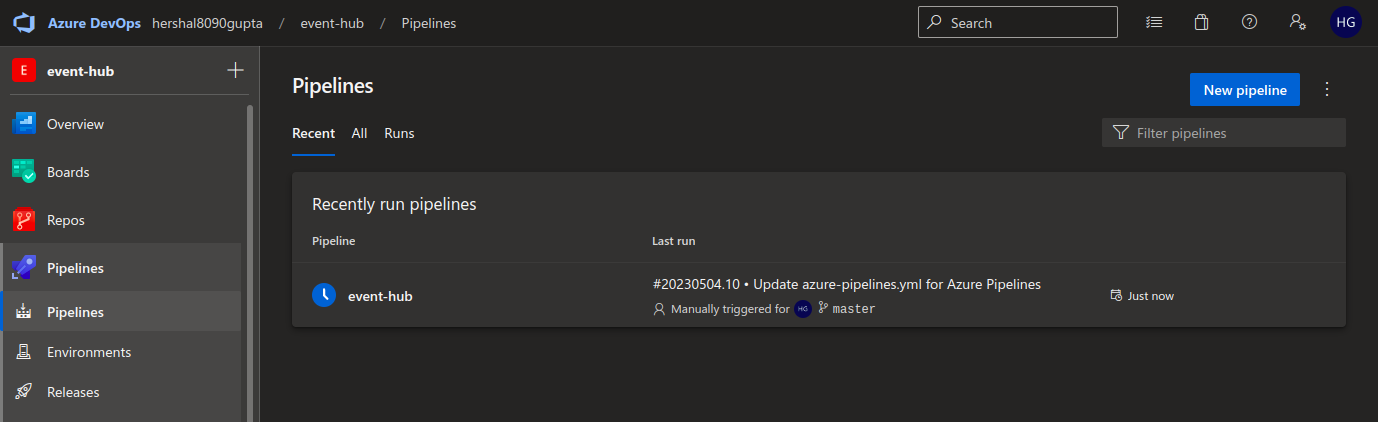 Azure DevOps hershal8090gupta / event-hub / Pipelines Search HG
E event-hub
Overview
Boards
Repos
Pipelines
Pipelines
Environments
Releases
Pipelines
New pipeline
Recent All Runs
Filter pipelines
Recently run pipelines
Pipeline Last run
event-hub
#20230504.10 • Update azure-pipelines.yml for Azure Pipelines
Manually triggered for HG master
Just now